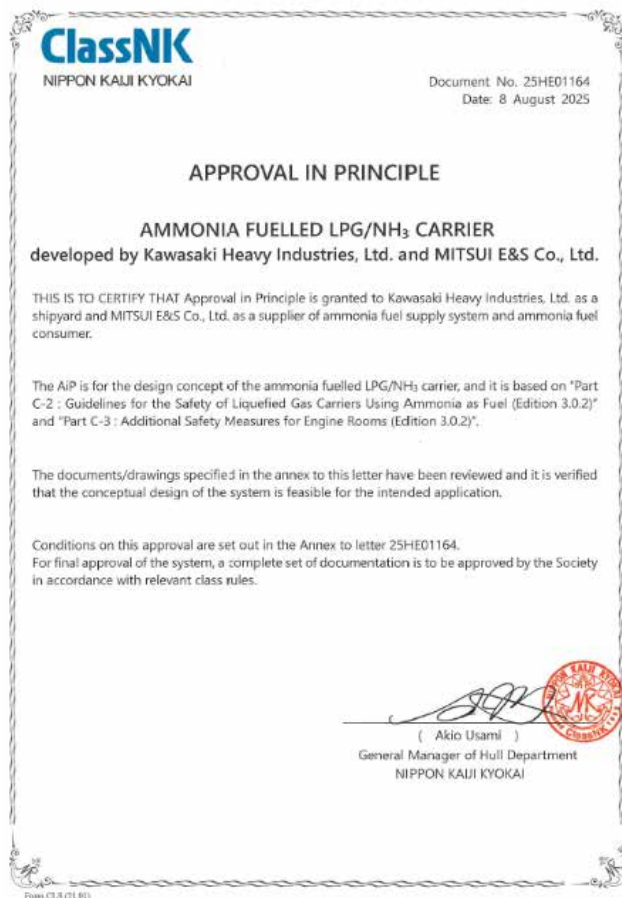 ClassNK
NIPPON KAIJI KYOKAI
Document No. 25HE01164
Date: 8 August 2025
APPROVAL IN PRINCIPLE
AMMONIA FUELLED LPG/NH₃ CARRIER
developed by Kawasaki Heavy Industries, Ltd. and MITSUI E&S Co., Ltd.
THIS IS TO CERTIFY THAT Approval in Principle is granted to Kawasaki Heavy Industries, Ltd. as a
shipyard and MITSUI E&S Co., Ltd. as a supplier of ammonia fuel supply system and ammonia fuel
consumer.
The AiP is for the design concept of the ammonia fuelled LPG/NH₃ carrier, and it is based on "Part
C-2 : Guidelines for the Safety of Liquefied Gas Carriers Using Ammonia as Fuel (Edition 3.0.2)"
and "Part C-3 : Additional Safety Measures for Engine Rooms (Edition 3.0.2)".
The documents/drawings specified in the annex to this letter have been reviewed and it is verified
that the conceptual design of the system is feasible for the intended application.
Conditions on this approval are set out in the Annex to letter 25HE01164.
For final approval of the system, a complete set of documentation is to be approved by the Society
in accordance with relevant class rules.
( Akio Usami )
General Manager of Hull Department
NIPPON KAIJI KYOKAI
NIPPON KAIJI KYOKAI
NK
ClassNK